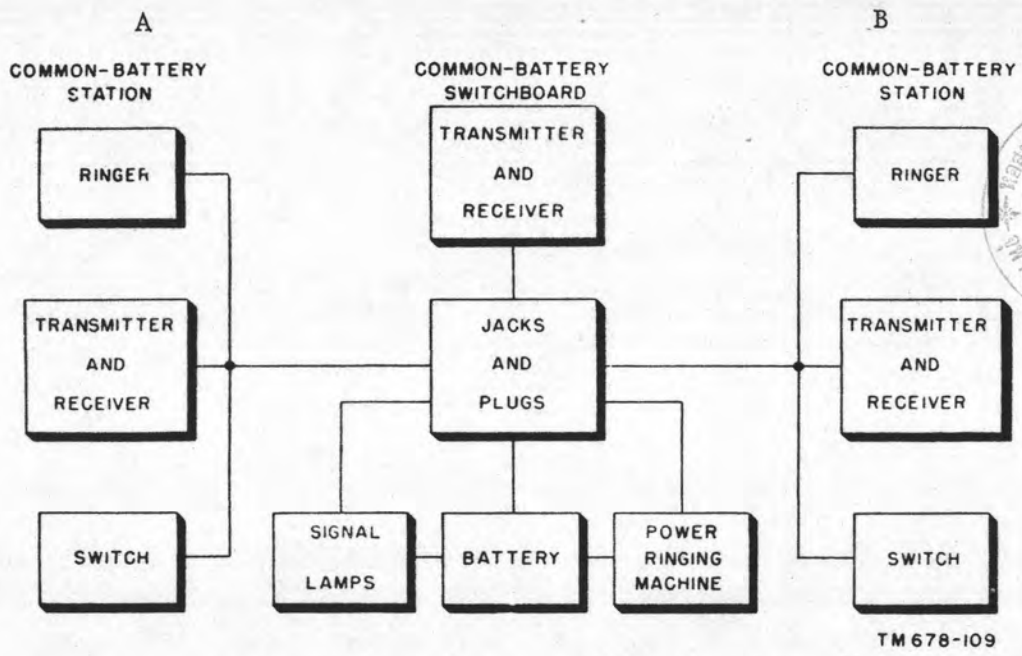 A
B
COMMON-BATTERY
STATION
COMMON-BATTERY
SWITCHBOARD
COMMON-BATTERY
STATION
RINGER
TRANSMITTER
AND
RECEIVER
RINGER
TRANSMITTER
AND
RECEIVER
JACKS
AND
PLUGS
TRANSMITTER
AND
RECEIVER
SWITCH
SIGNAL
LAMPS
BATTERY
POWER
RINGING
MACHINE
SWITCH
TM 678-109